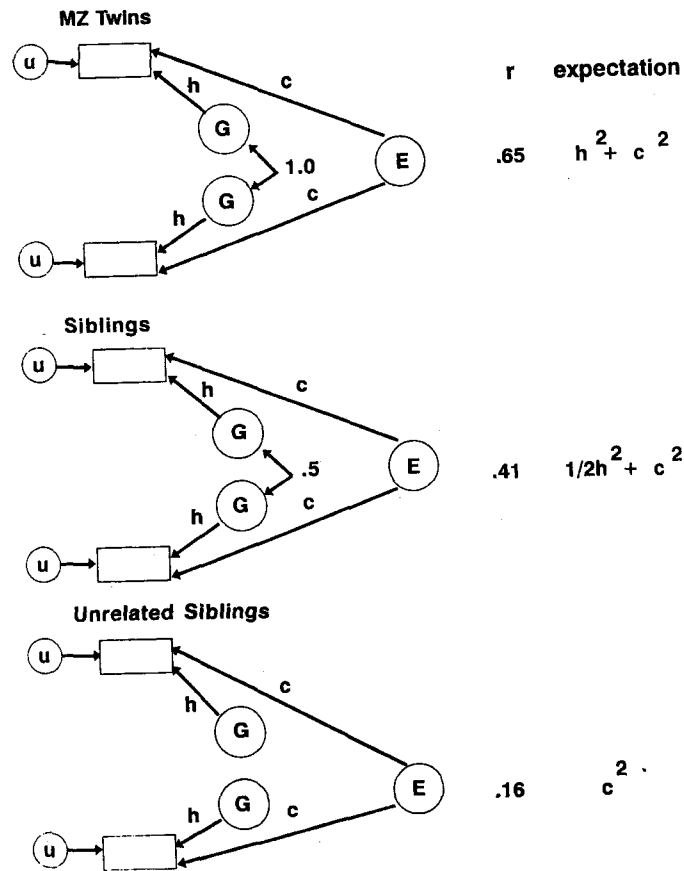 MZ Twins
r expectation
u
h
c
G
1.0
E
.65 h² + c²
G
h
c
u
Siblings
u
h
c
G
.5
E
.41 1/2h² + c²
G
h
c
u
Unrelated Siblings
u
h
c
G
E
.16 c²
G
h
c
u